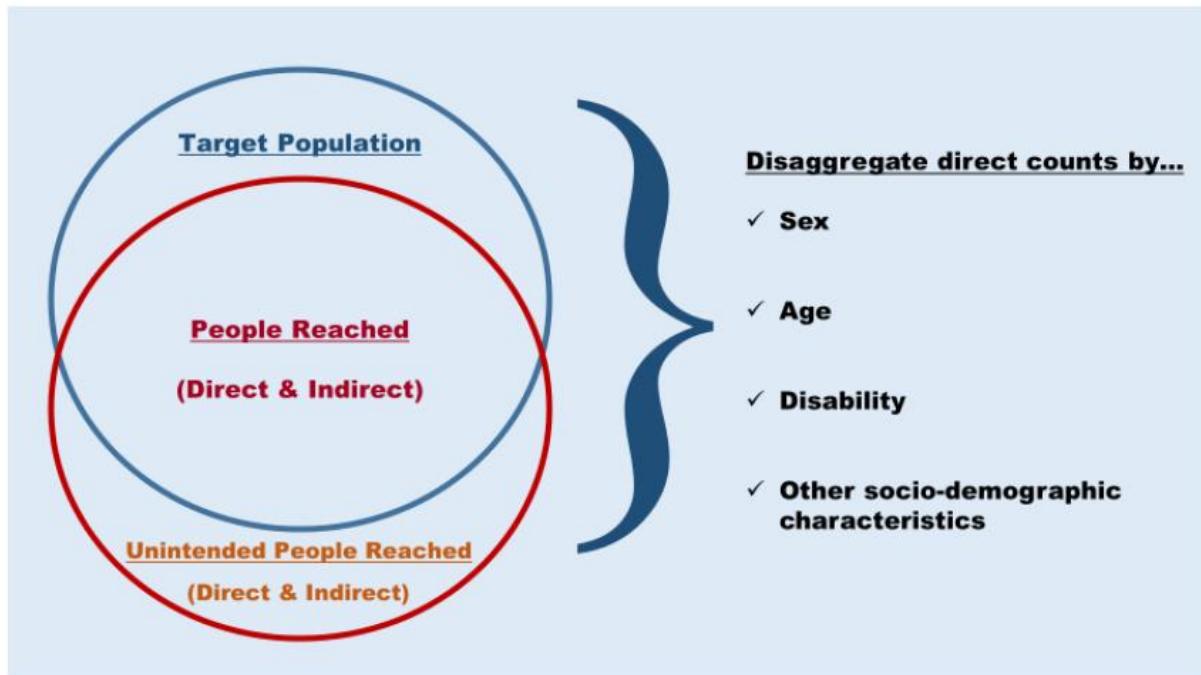 Target Population
People Reached
(Direct & Indirect)
Unintended People Reached
(Direct & Indirect)
Disaggregate direct counts by...
✓ Sex
✓ Age
✓ Disability
✓ Other socio-demographic
characteristics